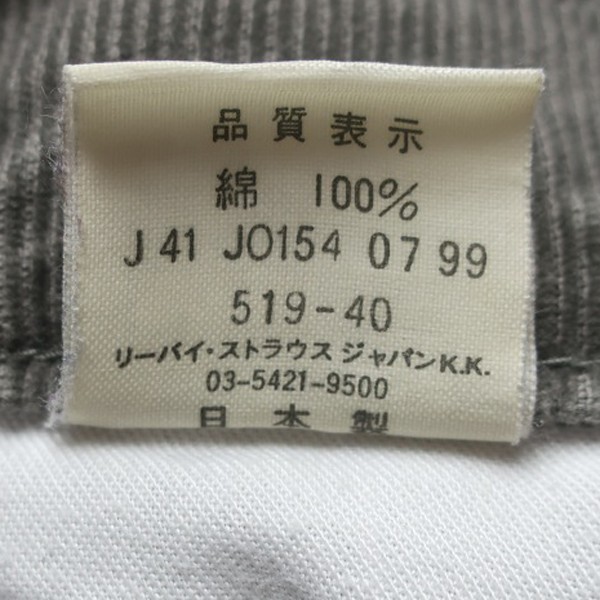 品質表示
綿 100%
J 41 JO154 07 99
519-40
リーバイ・ストラウス ジャパンK.K.
03-5421-9500
日本製